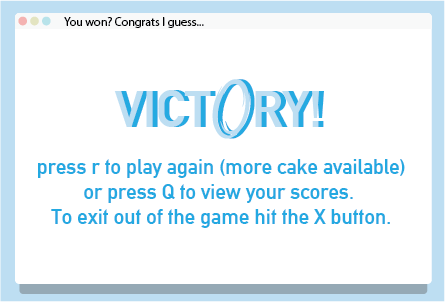 You won? Congrats I guess...
VICTORY!
press r to play again (more cake available)
or press Q to view your scores.
To exit out of the game hit the X button.